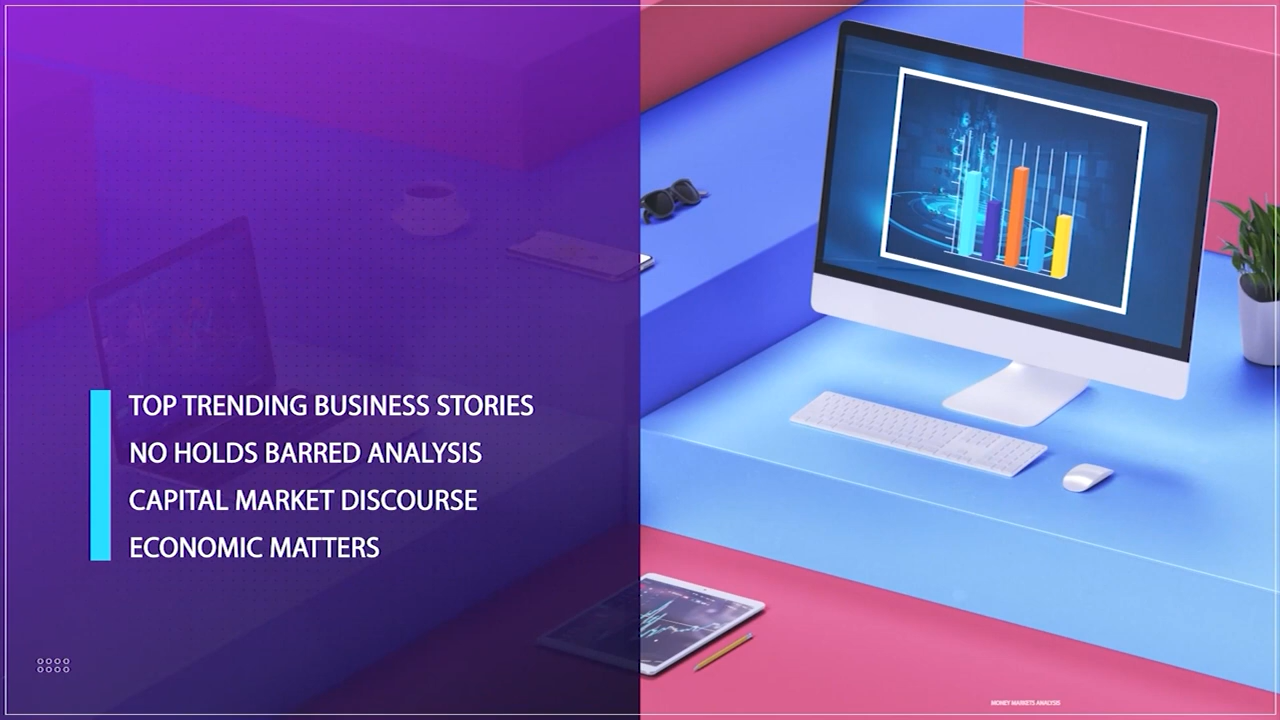 TOP TRENDING BUSINESS STORIES
NO HOLDS BARRED ANALYSIS
CAPITAL MARKET DISCOURSE
ECONOMIC MATTERS
MONEY MARKETS ANALYSIS